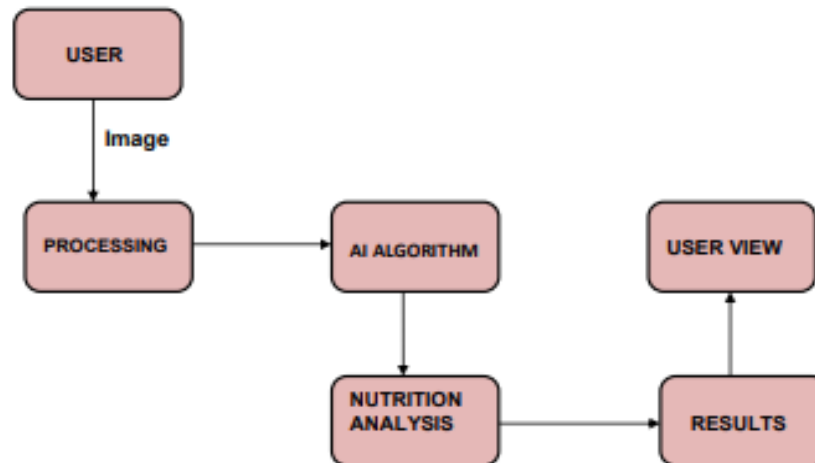 USER
Image
PROCESSING
AI ALGORITHM
USER VIEW
NUTRITION
ANALYSIS
RESULTS